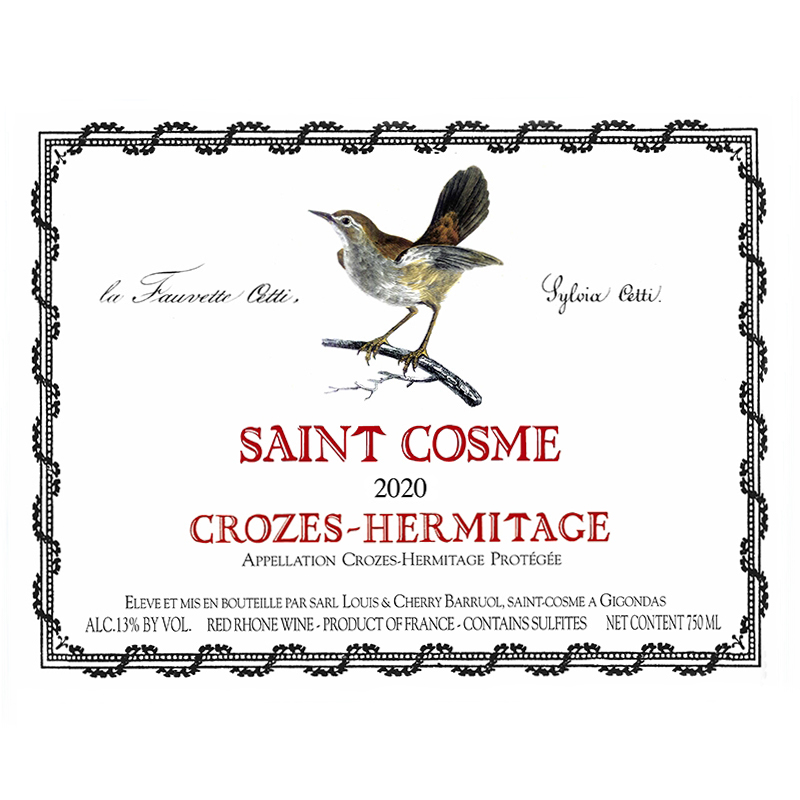 la Fauvette Cetti,
Sylvia Cetti.
SAINT COSME
2020
CROZES-HERMITAGE
APPELLATION CROZES-HERMITAGE PROTÉGÉE
ELEVE ET MIS EN BOUTEILLE PAR SARL LOUIS & CHERRY BARRUOL, SAINT-COSME A GIGONDAS
ALC.13% BY VOL. RED RHONE WINE - PRODUCT OF FRANCE - CONTAINS SULFITES NET CONTENT 750 ML